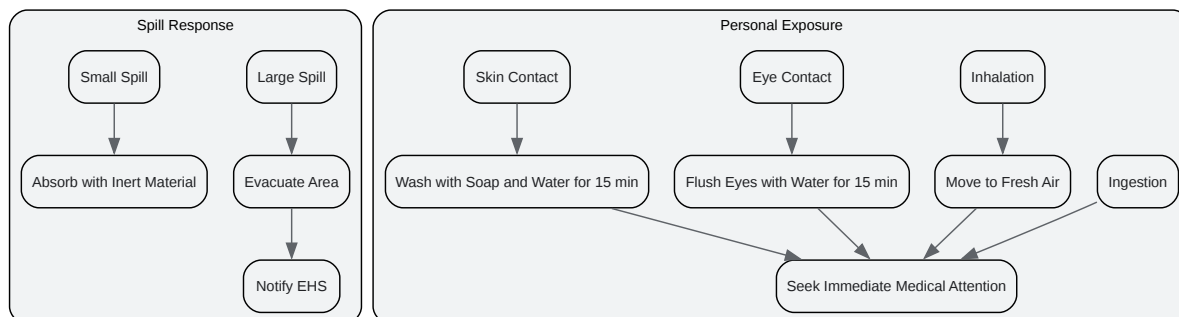 Spill Response
Small Spill
Large Spill
Absorb with Inert Material
Evacuate Area
Notify EHS
Personal Exposure
Skin Contact
Eye Contact
Inhalation
Wash with Soap and Water for 15 min
Flush Eyes with Water for 15 min
Move to Fresh Air
Ingestion
Seek Immediate Medical Attention